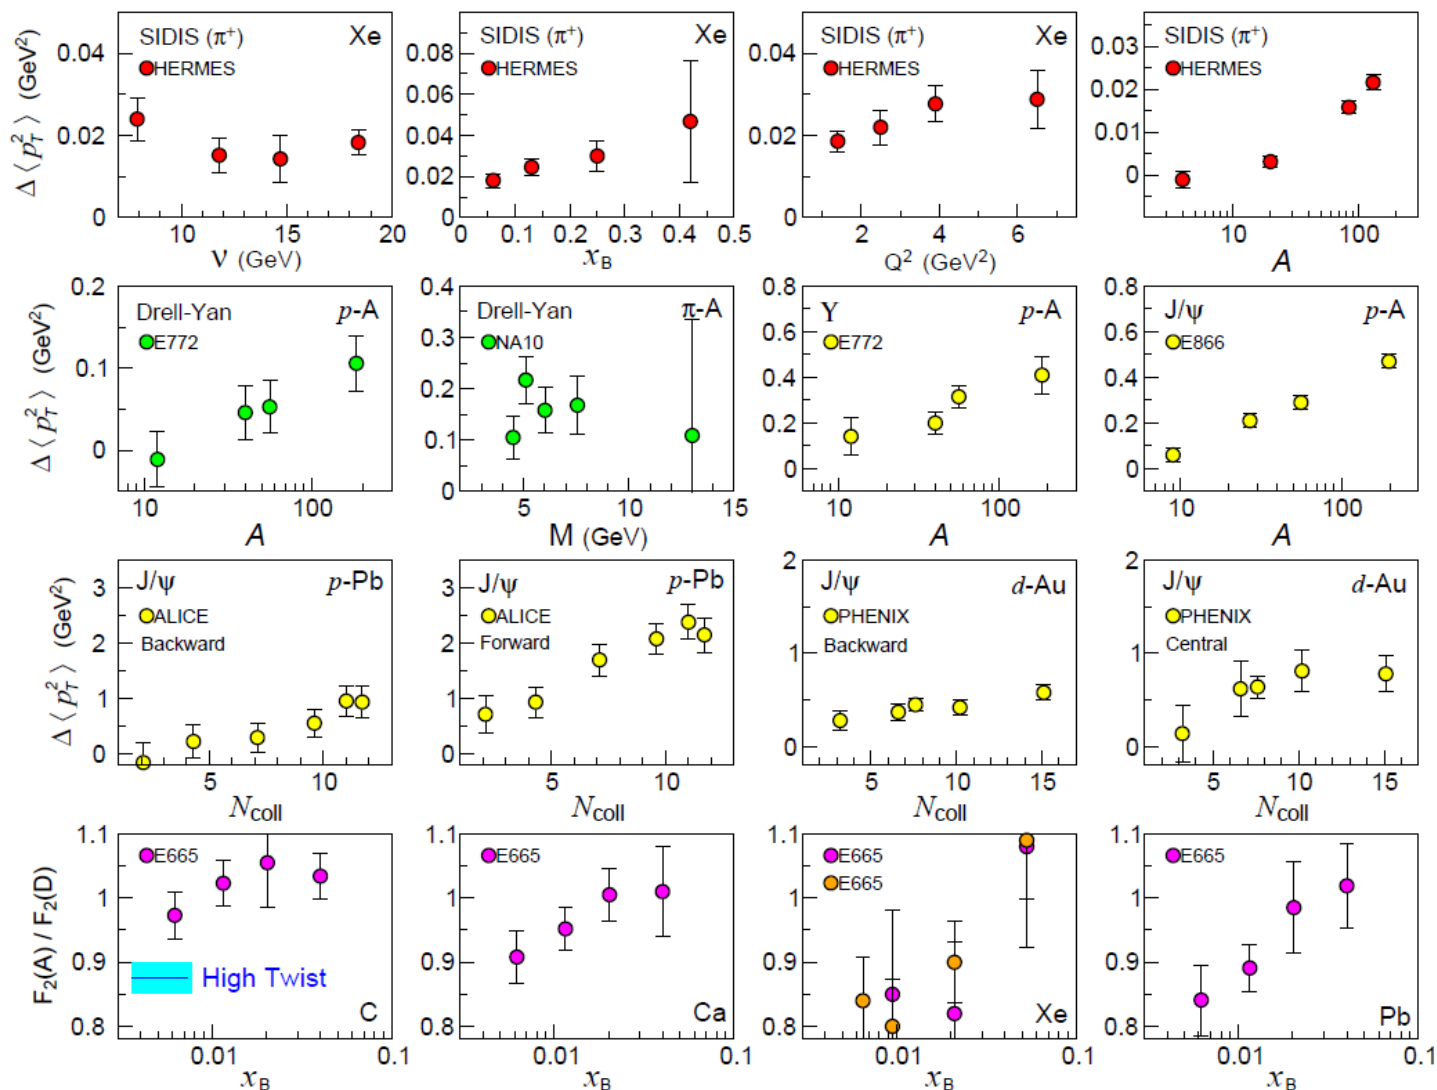 Δ⟨p_T^2⟩ (GeV²)
SIDIS (π⁺) Xe
HERMES
0.04
0.02
0
10 15 20
ν (GeV)
SIDIS (π⁺) Xe
HERMES
0.08
0.06
0.04
0.02
0
0 0.1 0.2 0.3 0.4 0.5
x_B
SIDIS (π⁺) Xe
HERMES
0.04
0.02
0
2 4 6
Q² (GeV²)
SIDIS (π⁺)
HERMES
0.03
0.02
0.01
0
10 100
A
Δ⟨p_T^2⟩ (GeV²)
Drell-Yan p-A
E772
0.2
0.1
0
10 100
A
Drell-Yan π-A
NA10
0.4
0.3
0.2
0.1
0
5 10 15
M (GeV)
ϒ p-A
E772
0.8
0.6
0.4
0.2
0
10 100
A
J/ψ p-A
E866
0.8
0.6
0.4
0.2
0
10 100
A
Δ⟨p_T^2⟩ (GeV²)
J/ψ p-Pb
ALICE
Backward
3
2
1
0
5 10
N_coll
J/ψ p-Pb
ALICE
Forward
3
2
1
0
5 10
N_coll
J/ψ d-Au
PHENIX
Backward
2
1
0
5 10 15
N_coll
J/ψ d-Au
PHENIX
Central
2
1
0
5 10 15
N_coll
F₂(A) / F₂(D)
E665
1.1
1
0.9
0.8
High Twist
C
0.01 0.1
x_B
E665
1.1
1
0.9
0.8
Ca
0.01 0.1
x_B
E665
E665
1.1
1
0.9
0.8
Xe
0.01 0.1
x_B
E665
1.1
1
0.9
0.8
Pb
0.01 0.1
x_B